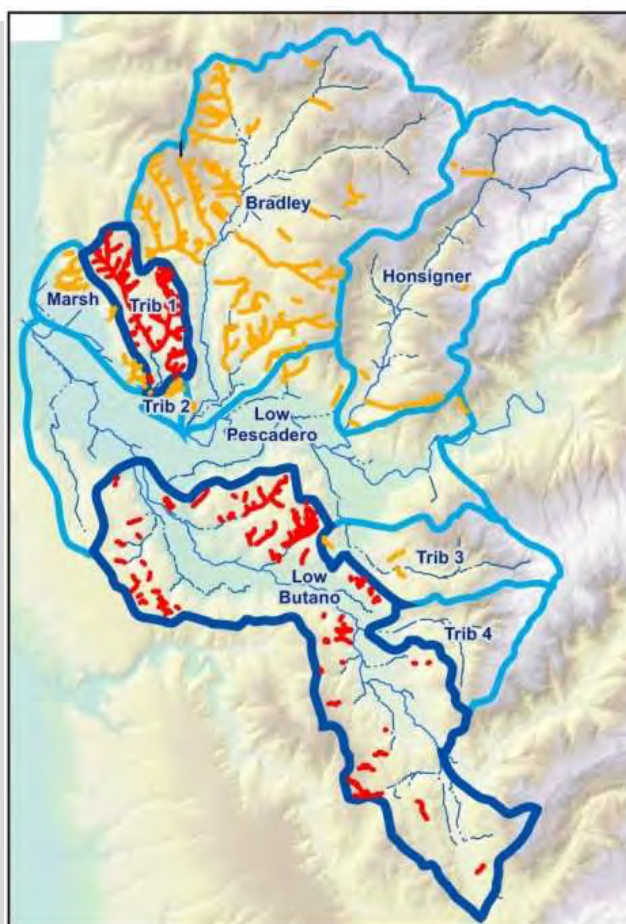 Bradley
Honsigner
Marsh
Trib 1
Trib 2
Low
Pescadero
Trib 3
Low
Butano
Trib 4